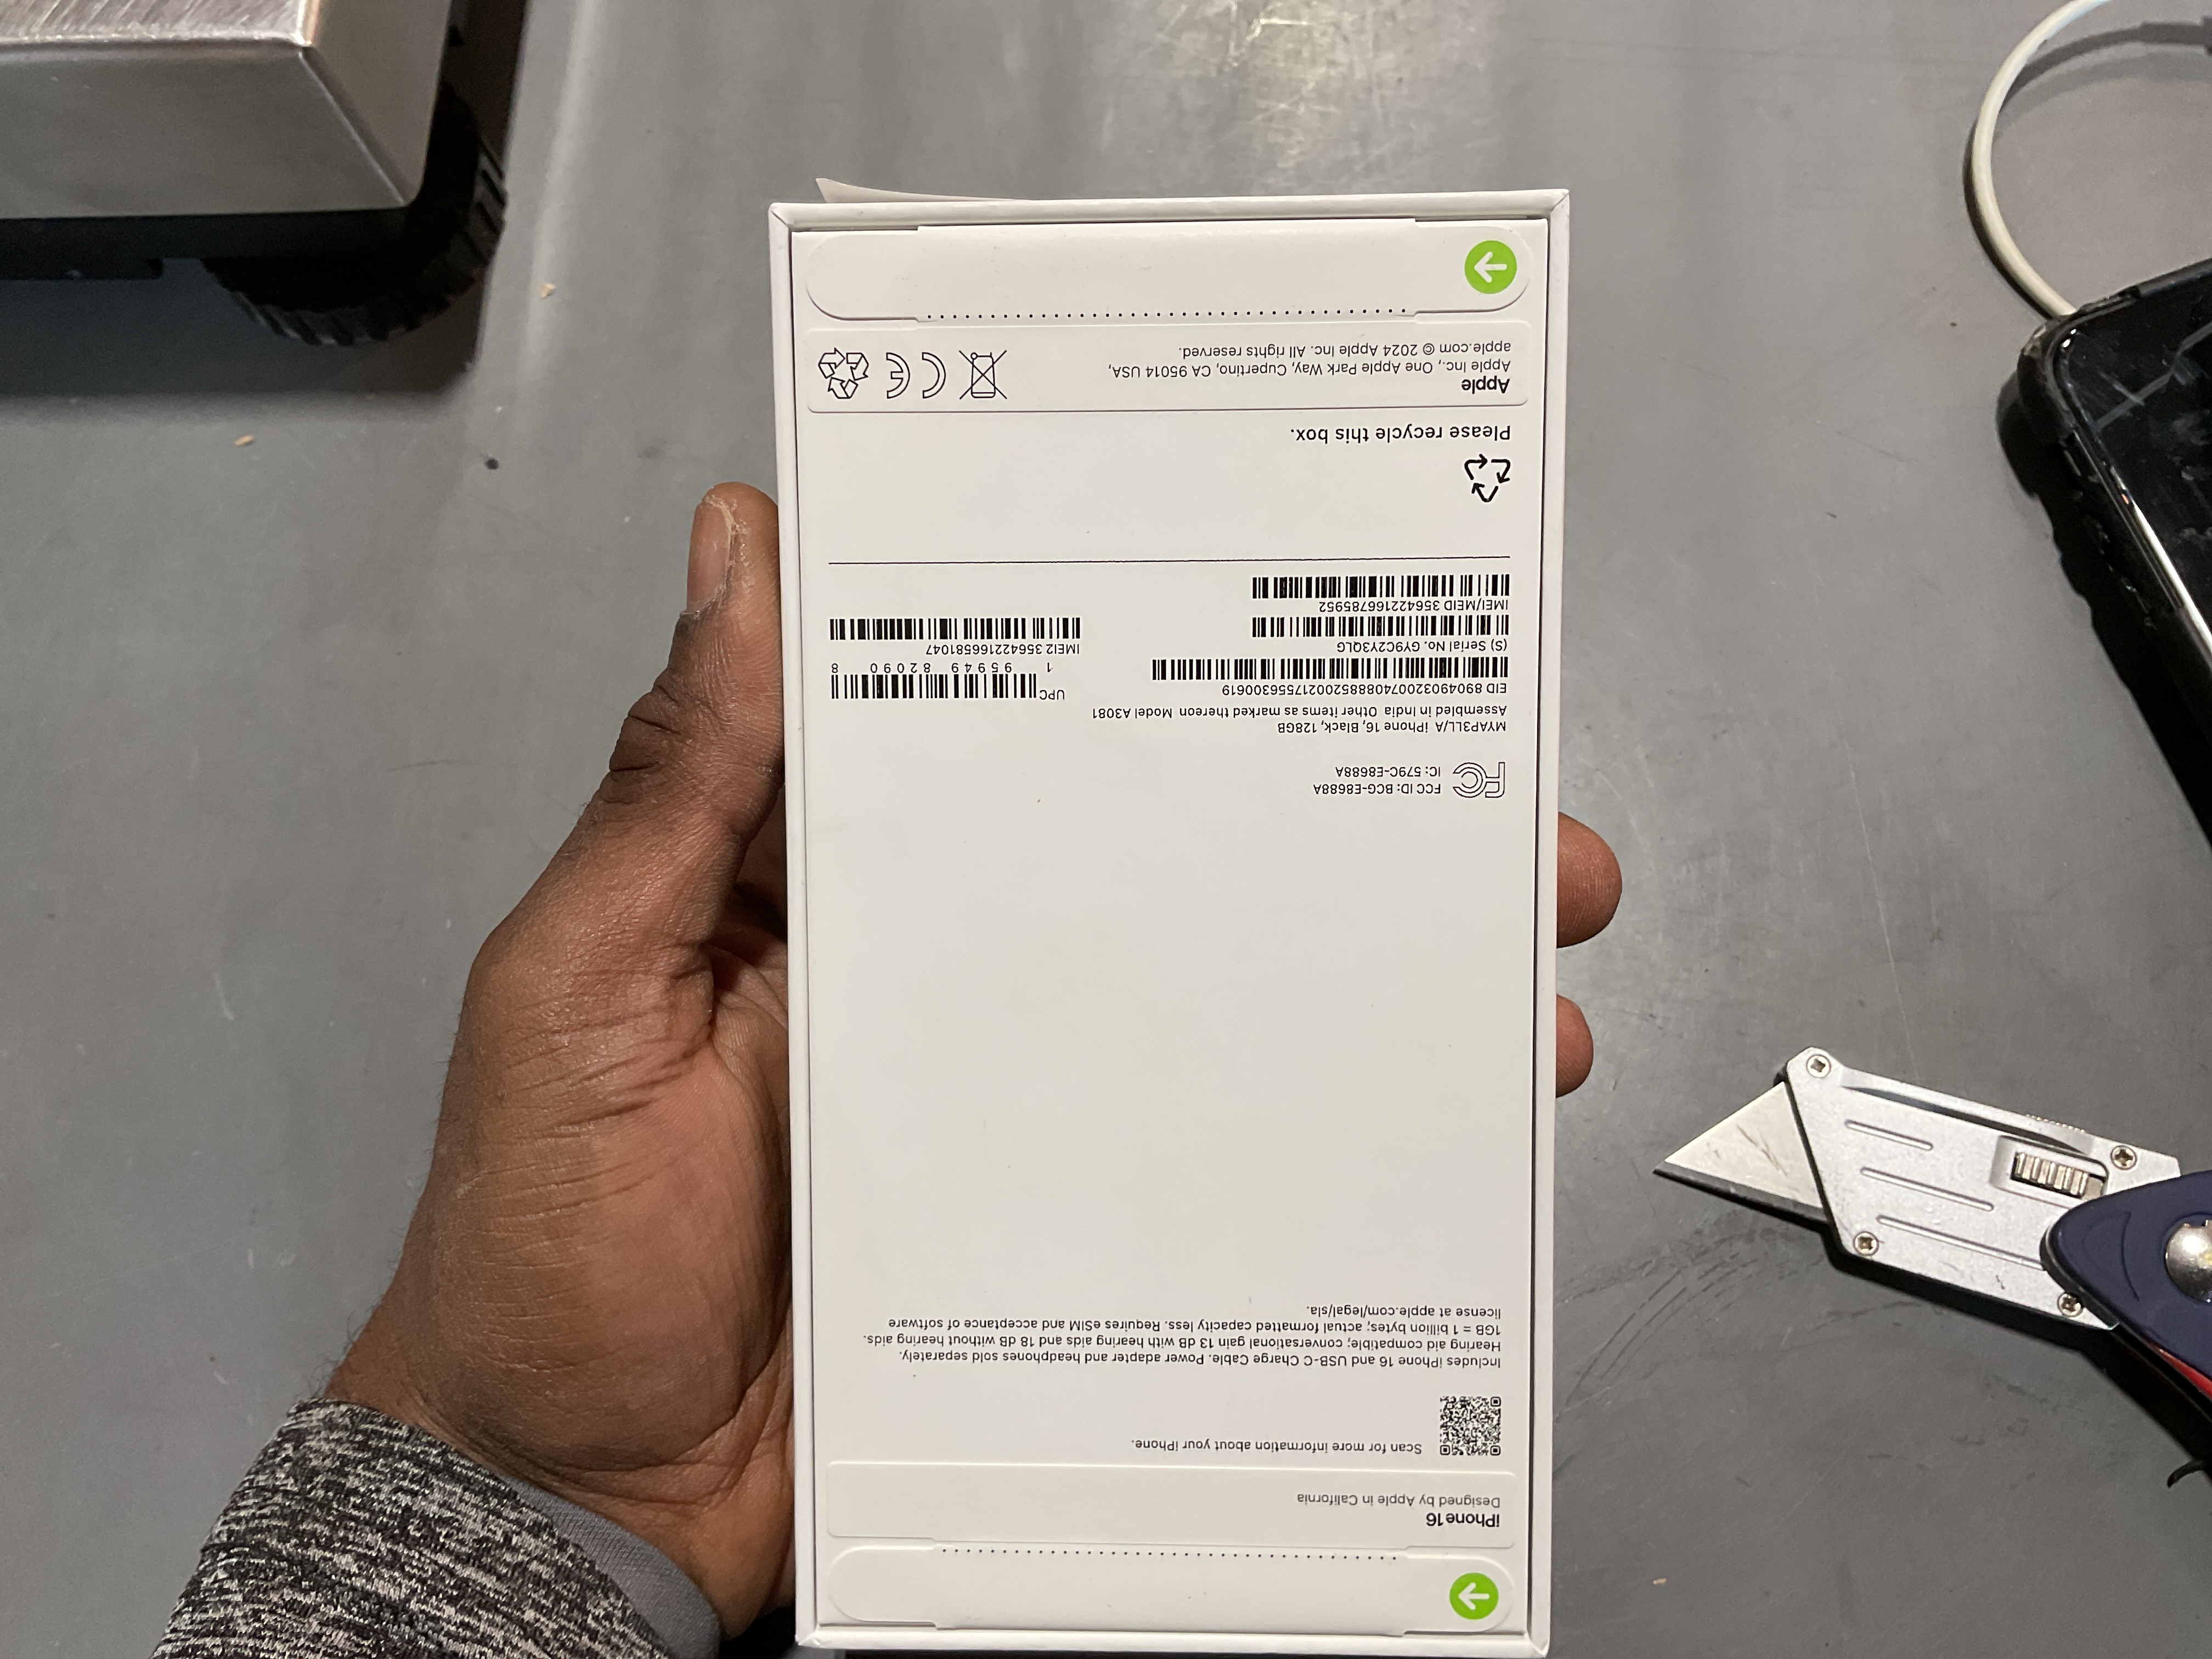 iPhone 16
Designed by Apple in California
Scan for more information about your iPhone.
Includes iPhone 16 and USB-C Charge Cable. Power adapter and headphones sold separately.
Hearing aid compatible; conversational gain 13 dB with hearing aids and 18 dB without hearing aids.
1GB = 1 billion bytes; actual formatted capacity less. Requires eSIM and acceptance of software
license at apple.com/legal/sla.
FCC ID: BCG-E8688A
IC: 579C-E8688A
MYAP3LL/A iPhone 16, Black, 128GB
Assembled in India Other items as marked thereon Model A3081
EID 89049032007408885200217556300619
UPC
1 95949 82090 8
(S) Serial No. GY9C2Y3QLG
IMEI2 356422166581047
IMEI/MEID 356422166785952
Please recycle this box.
Apple
Apple Inc., One Apple Park Way, Cupertino, CA 95014 USA,
apple.com © 2024 Apple Inc. All rights reserved.